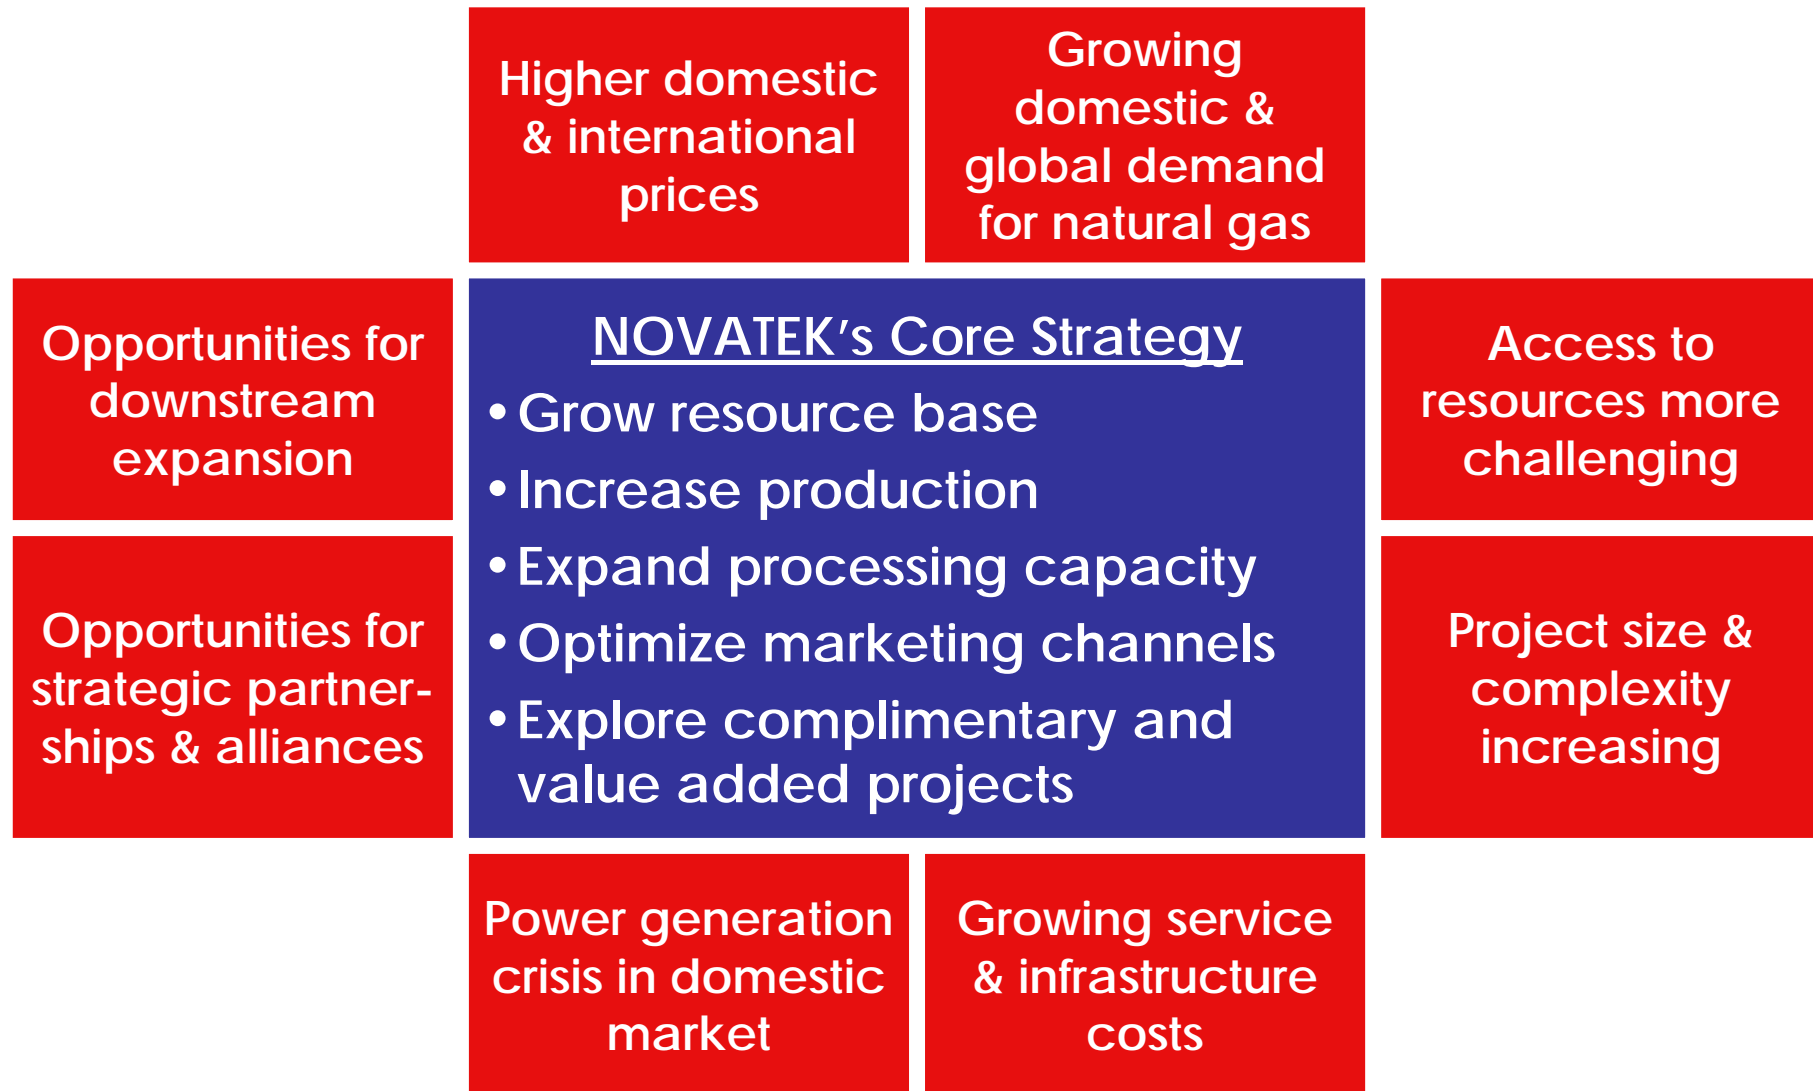 Higher domestic
& international
prices
Growing
domestic &
global demand
for natural gas
Opportunities for
downstream
expansion
NOVATEK's Core Strategy
• Grow resource base
• Increase production
• Expand processing capacity
• Optimize marketing channels
• Explore complimentary and
value added projects
Access to
resources more
challenging
Opportunities for
strategic partner-
ships & alliances
Project size &
complexity
increasing
Power generation
crisis in domestic
market
Growing service
& infrastructure
costs